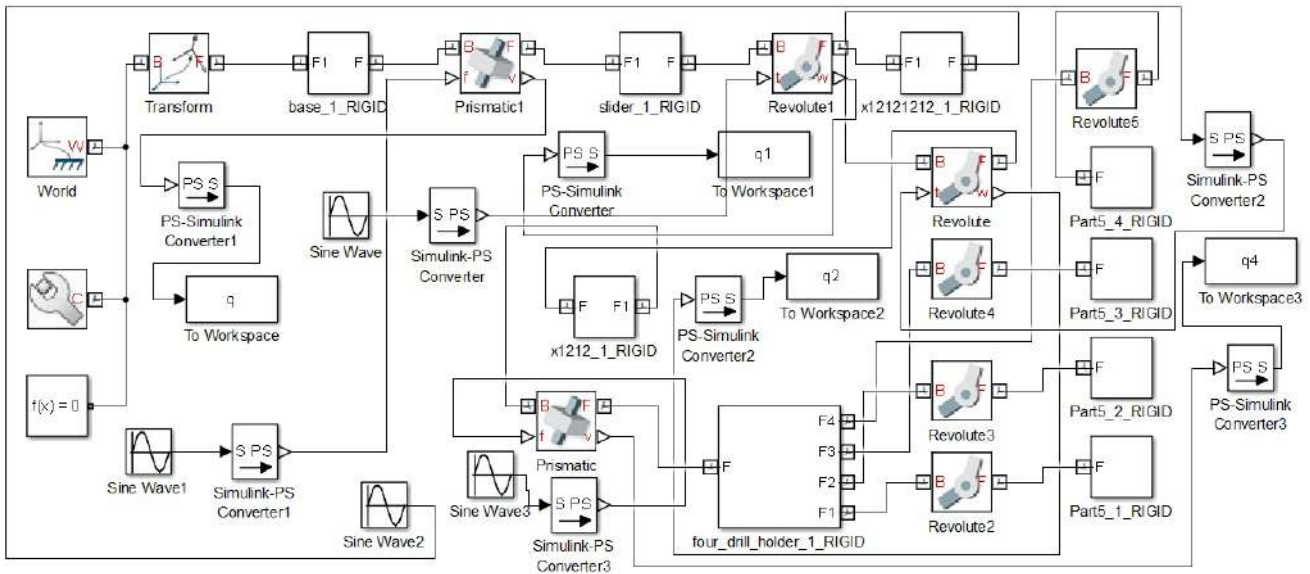 B F
Transform
F1 F
base_1_RIGID
B F
f v
Prismatic1
F1 F
slider_1_RIGID
B F
t w
Revolute1
F F1
x12121212_1_RIGID
B F
Revolute5
S PS
Simulink-PS
Converter2
W
World
PS S
PS-Simulink
Converter1
Sine Wave
S PS
Simulink-PS
Converter
PS S
PS-Simulink
Converter
q1
To Workspace1
B F
t w
Revolute
F
Part5_4_RIGID
C
q
To Workspace
F F1
x1212_1_RIGID
PS S
PS-Simulink
Converter2
q2
To Workspace2
B F
Revolute4
F
Part5_3_RIGID
q4
To Workspace3
f(x) = 0
B F
f v
Prismatic
F
F4
F3
F2
F1
four_drill_holder_1_RIGID
B F
Revolute3
F
Part5_2_RIGID
PS S
PS-Simulink
Converter3
Sine Wave1
S PS
Simulink-PS
Converter1
Sine Wave2
Sine Wave3
S PS
Simulink-PS
Converter3
B F
Revolute2
F
Part5_1_RIGID